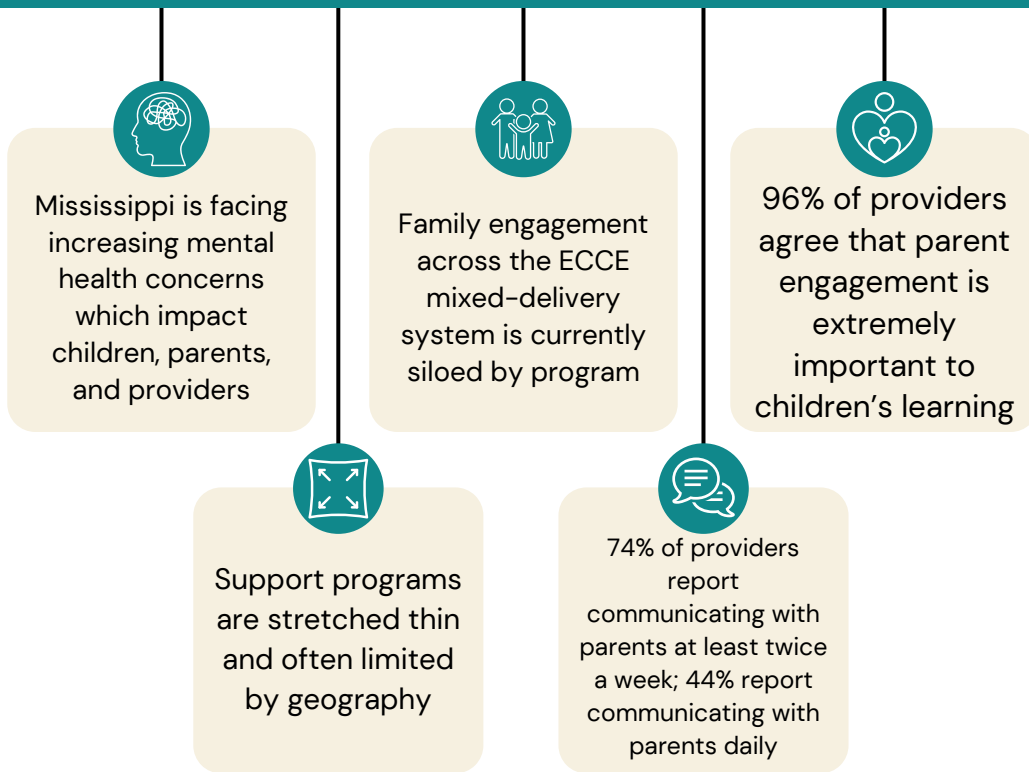 Mississippi is facing
increasing mental
health concerns
which impact
children, parents,
and providers
Family engagement
across the ECCE
mixed-delivery
system is currently
siloed by program
96% of providers
agree that parent
engagement is
extremely
important to
children’s learning
Support programs
are stretched thin
and often limited
by geography
74% of providers
report
communicating with
parents at least twice
a week; 44% report
communicating with
parents daily